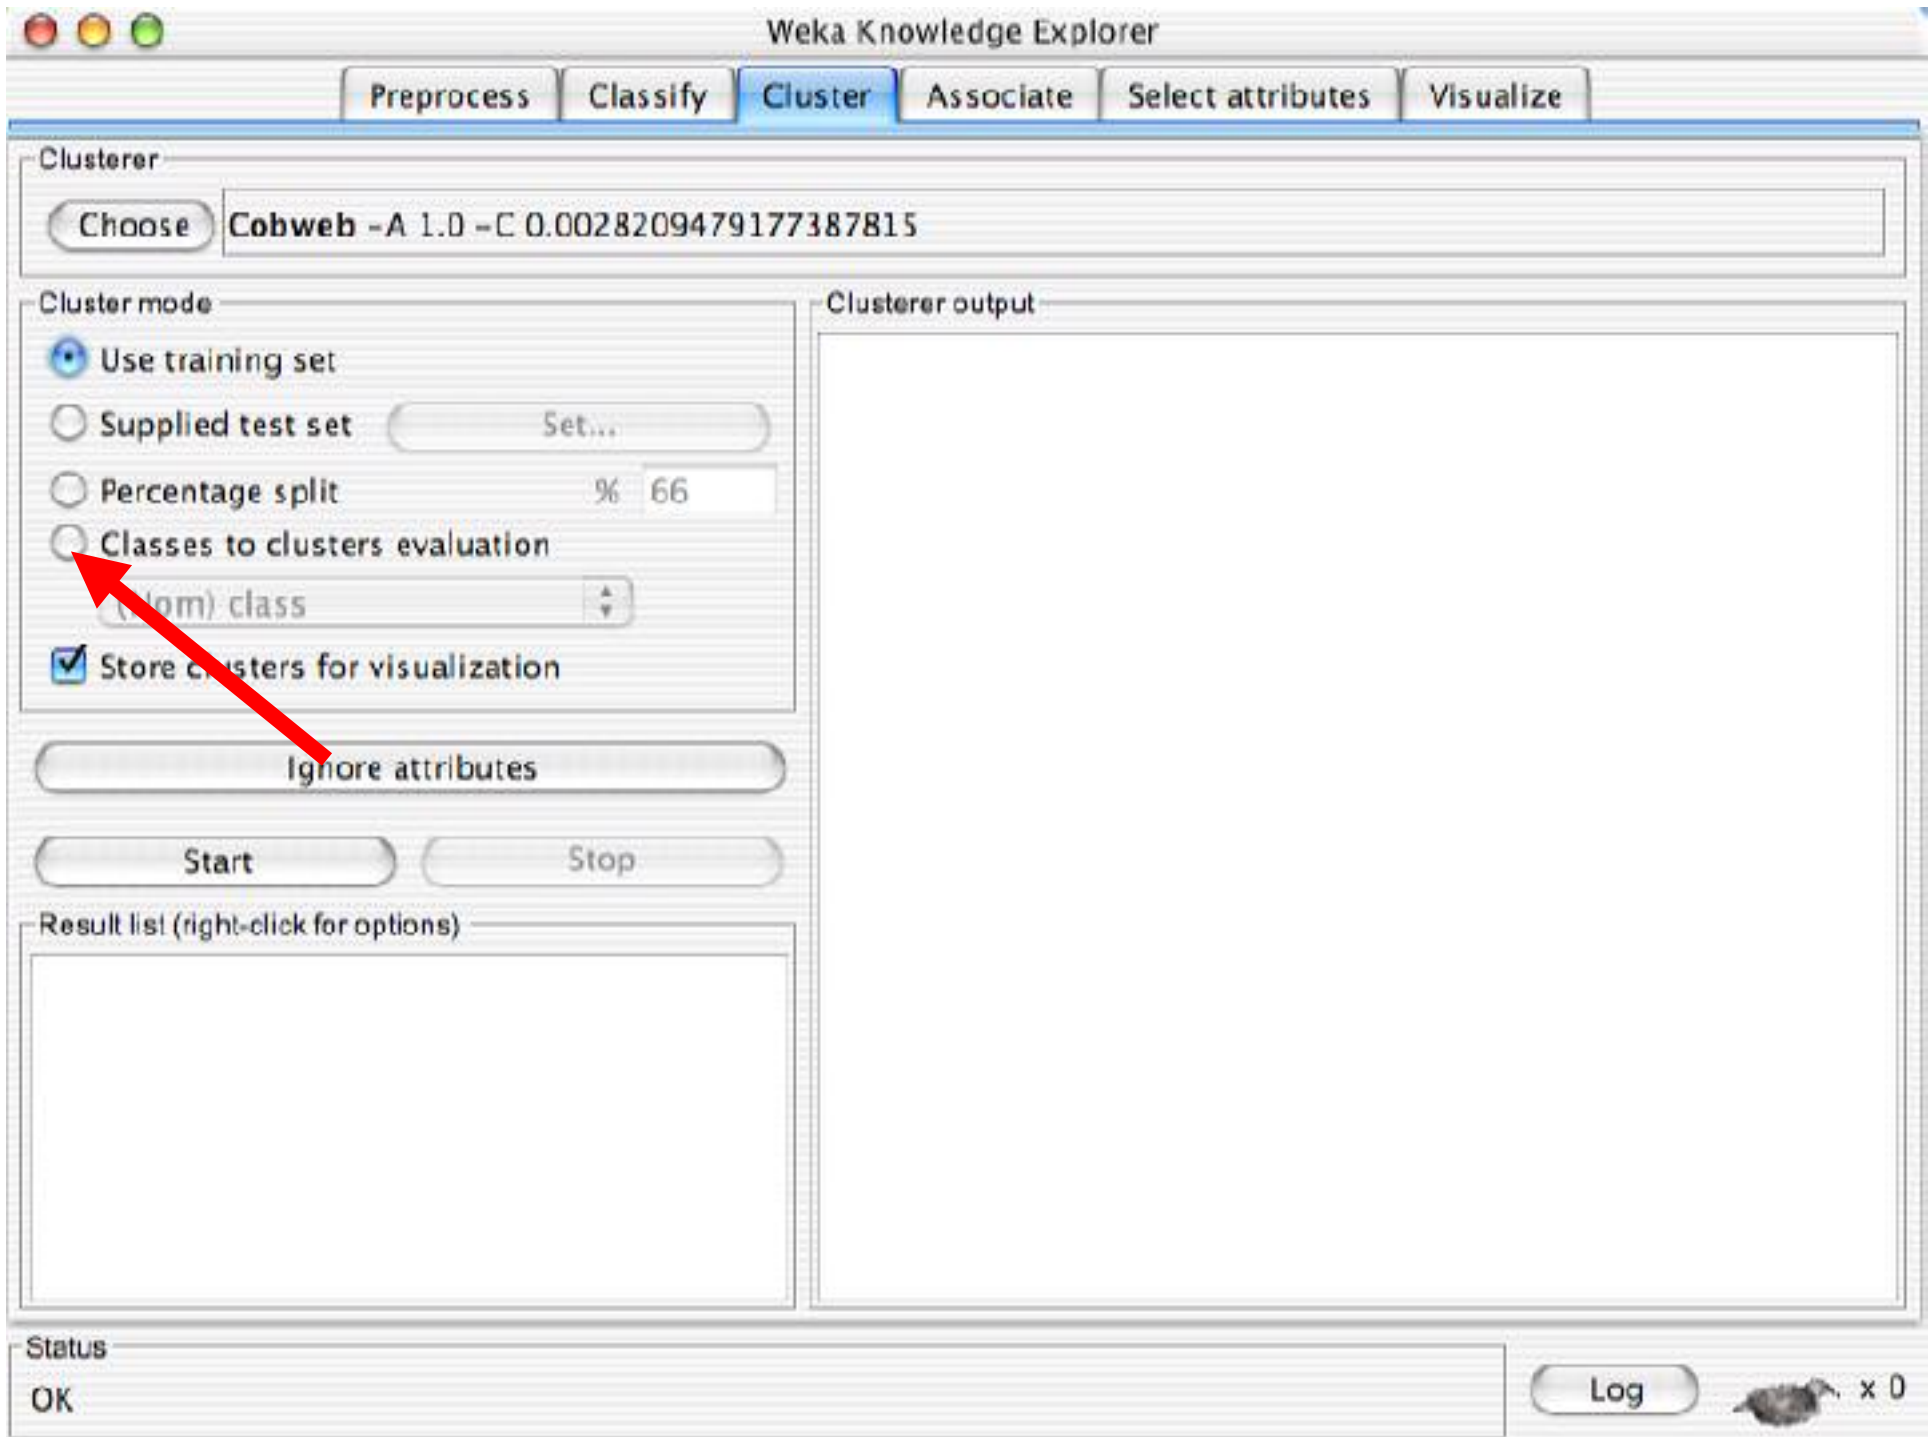 Weka Knowledge Explorer
Preprocess Classify Cluster Associate Select attributes Visualize
Clusterer
Choose Cobweb -A 1.0 -C 0.0028209479177387815
Cluster mode
Use training set
Supplied test set Set...
Percentage split % 66
Classes to clusters evaluation
(Nom) class
Store clusters for visualization
Ignore attributes
Start Stop
Result list (right-click for options)
Clusterer output
Status
OK
Log x 0